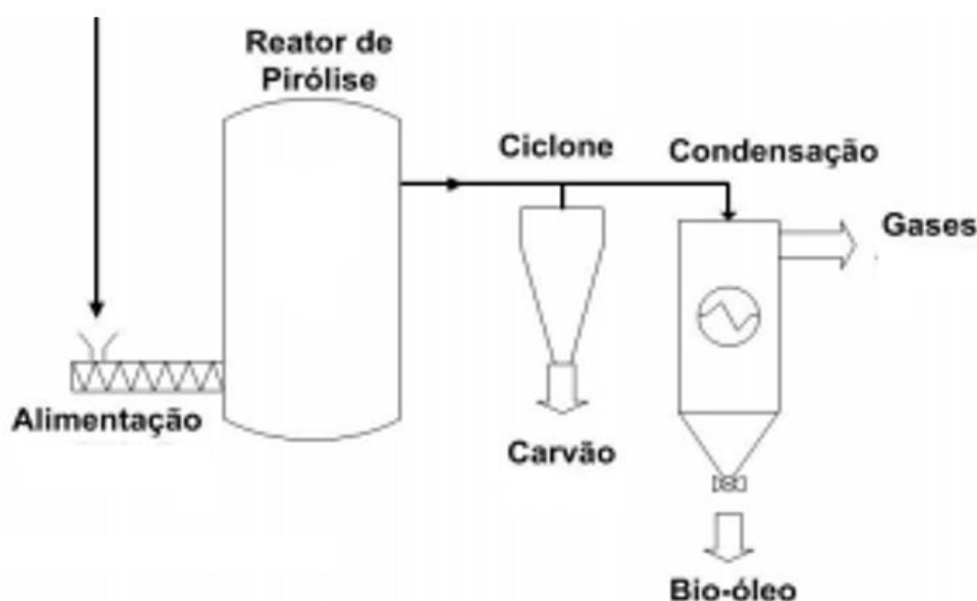 Reator de
Pirólise
Ciclone
Condensação
Gases
Alimentação
Carvão
Bio-óleo